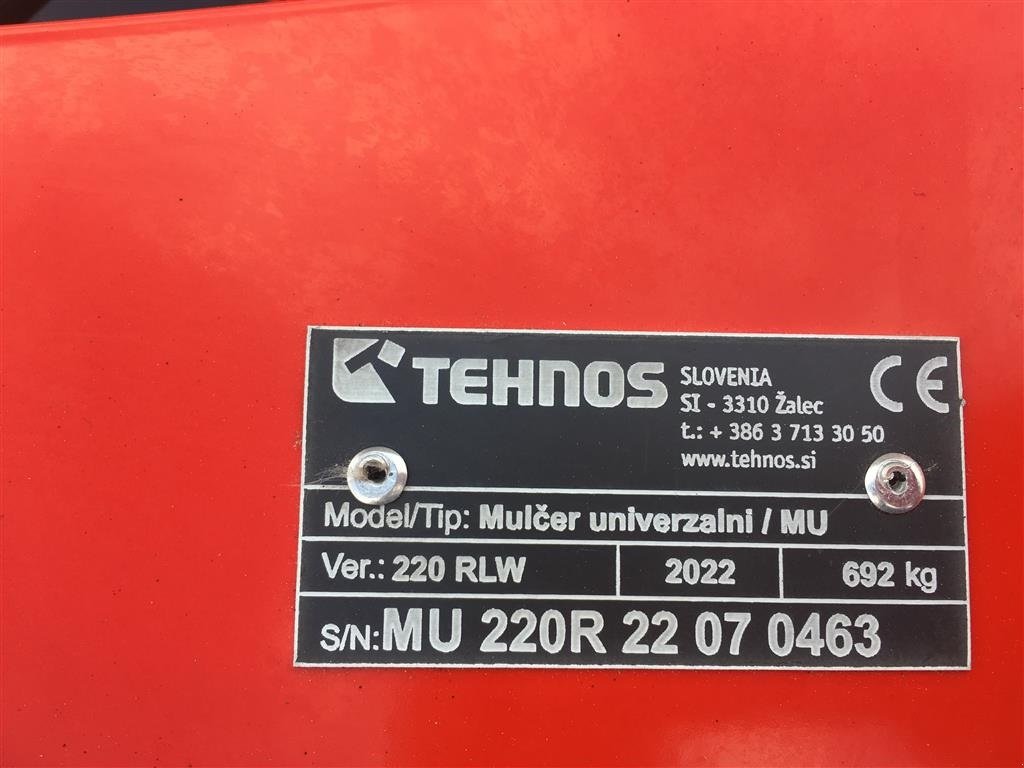 TEHNOS
SLOVENIA
SI - 3310 Žalec
t.: + 386 3 713 30 50
www.tehnos.si
CE
Model/Tip: Mulčer univerzalni / MU
Ver.: 220 RLW 2022 692 kg
S/N: MU 220R 22 07 0463